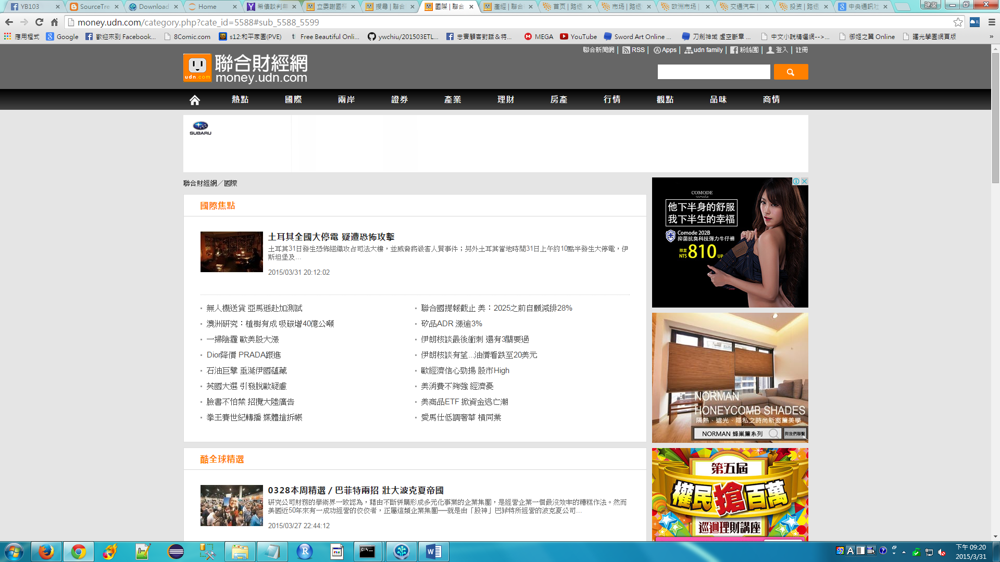 YB103
SourceTre
Download
Home
希債談判無
立委謝國樑
搜尋 | 聯合
國際 | 聯合
產經 | 聯合
首页 | 路透
市场 | 路透
欧洲市场 |
交通汽车 |
投资 | 路透
中央通訊社
建復
money.udn.com/category.php?cate_id=5588#sub_5588_5599
應用程式
Google
歡迎來到 Facebook...
8Comic.com
s12:和平家園(PVE)
Free Beautiful Onli...
ywchiu/201503ETL...
忠實顧客對話＆特...
MEGA
YouTube
Sword Art Online ...
刀劍神域 虛空斷章 ...
中文小說精選網-->...
御姬之翼 Online
曙光學園網頁版
»
聯合新聞網 | RSS | Apps | udn family | 粉絲團 | 登入 | 註冊
udn.com
聯合財經網
money.udn.com
熱點 國際 兩岸 證券 產業 理財 房產 行情 觀點 品味 商情
SUBARU
聯合財經網／國際
國際焦點
土耳其全國大停電 疑遭恐怖攻擊
土耳其31日發生恐怖組織攻占司法大樓，並威脅將殺害人質事件；另外土耳其當地時間31日上午約10點半發生大停電，伊
斯坦堡及...
2015/03/31 20:12:02
無人機送貨 亞馬遜赴加測試
聯合國提報截止 美：2025之前自願減排28%
澳洲研究：植樹有成 吸碳增40億公噸
矽品ADR 漲逾3%
一掃陰霾 歐美股大漲
伊朗核談最後衝刺 還有3關要過
Dior降價 PRADA跟進
伊朗核談有望...油價看跌至20美元
石油巨擘 垂涎伊國蘊藏
歐經濟信心勁揚 股市High
英國大選 引發脫歐疑慮
美消費不夠強 經濟憂
臉書不怕禁 招攬大陸廣告
美商品ETF 掀資金逃亡潮
拳王賽世紀轉播 媒體搶拆帳
愛馬仕低調奢華 槓同業
酷全球精選
0328本周精選 / 巴菲特兩招 壯大波克夏帝國
研究公司財務的學術界一致認為，藉由不斷併購形成多元化事業的企業集團，是經營企業一個最沒效率的糟糕作法。然而
美國近50年來有一成功經營的佼佼者，正屬這類企業集團──就是由「股神」巴菲特所經營的波克夏公司...
2015/03/27 22:44:12
COMODE
他下半身的舒服
我下半生的幸福
Comode 202B
抑菌抗臭科技彈力牛仔褲
限量
NT$ 810 UP
NORMAN
HONEYCOMB SHADES
隔熱、遮光、隱私之時尚新窗簾美學
NORMAN 蜂巢簾系列
與我們聯繫
第五屆
權民搶百萬
巡迴理財講座
下午 09:20
2015/3/31